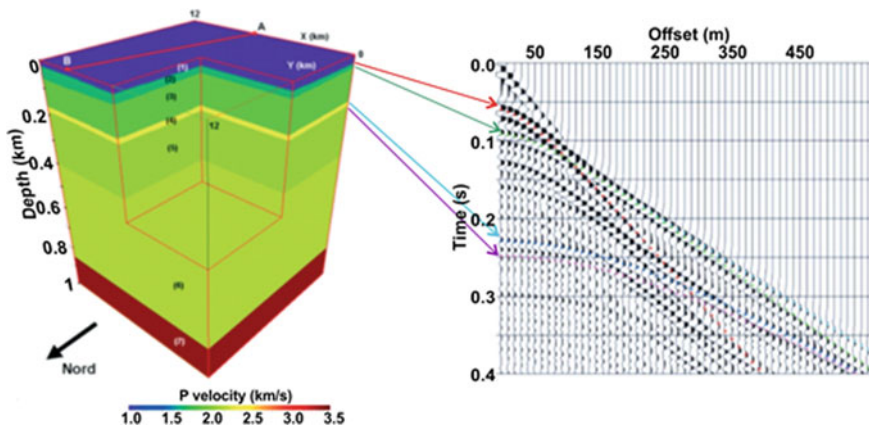 12
A
X (km)
0
B
0
(1)
Y (km)
(2)
(3)
0.2
(4)
12
(5)
0.4
Depth (km)
0.6
0.8
(6)
1
(7)
Nord
P velocity (km/s)
1.0 1.5 2.0 2.5 3.0 3.5
Offset (m)
50 150 250 350 450
0.0
0.1
0.2
Time (s)
0.3
0.4